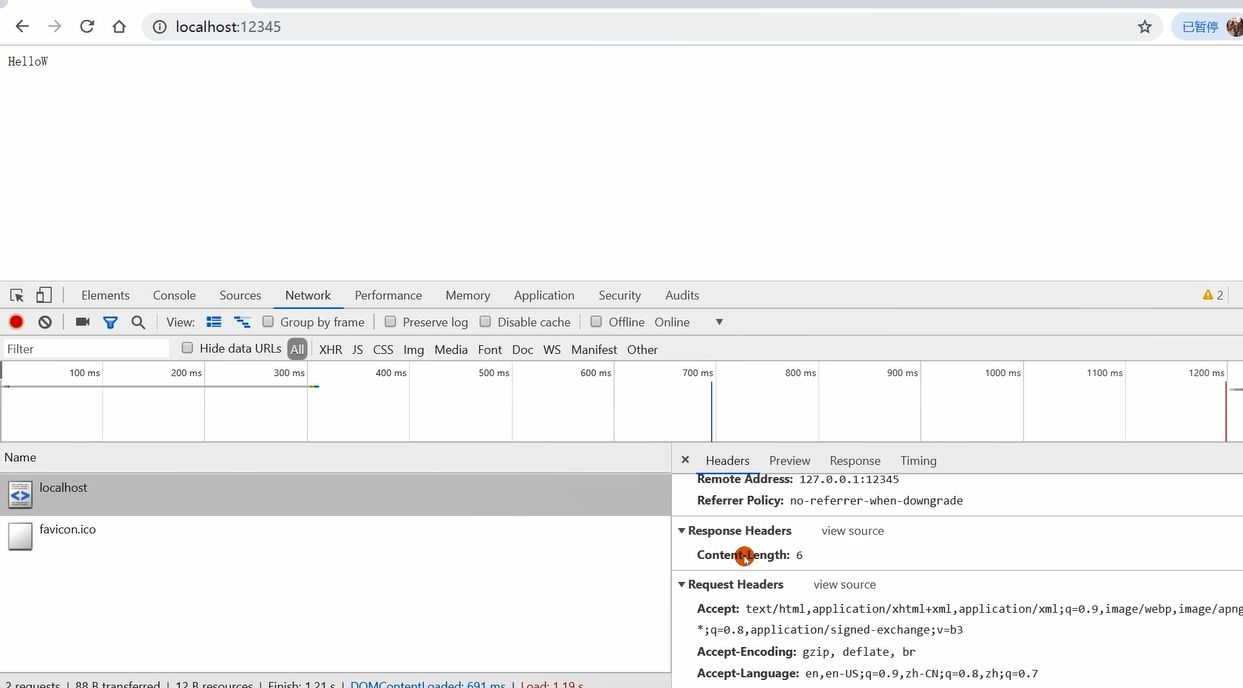 localhost:12345
已暂停
HelloW
Elements Console Sources Network Performance Memory Application Security Audits 2
View: Group by frame Preserve log Disable cache Offline Online
Filter Hide data URLs All XHR JS CSS Img Media Font Doc WS Manifest Other
100 ms 200 ms 300 ms 400 ms 500 ms 600 ms 700 ms 800 ms 900 ms 1000 ms 1100 ms 1200 ms
Name
localhost
favicon.ico
Headers Preview Response Timing
Remote Address: 127.0.0.1:12345
Referrer Policy: no-referrer-when-downgrade
Response Headers view source
Content-Length: 6
Request Headers view source
Accept: text/html,application/xhtml+xml,application/xml;q=0.9,image/webp,image/apng
*;q=0.8,application/signed-exchange;v=b3
Accept-Encoding: gzip, deflate, br
Accept-Language: en,en-US;q=0.9,zh-CN;q=0.8,zh;q=0.7
2 requests | 88 B transferred | 12 B resources | Finish: 1.21 s | DOMContentLoaded: 691 ms | Load: 1.19 s